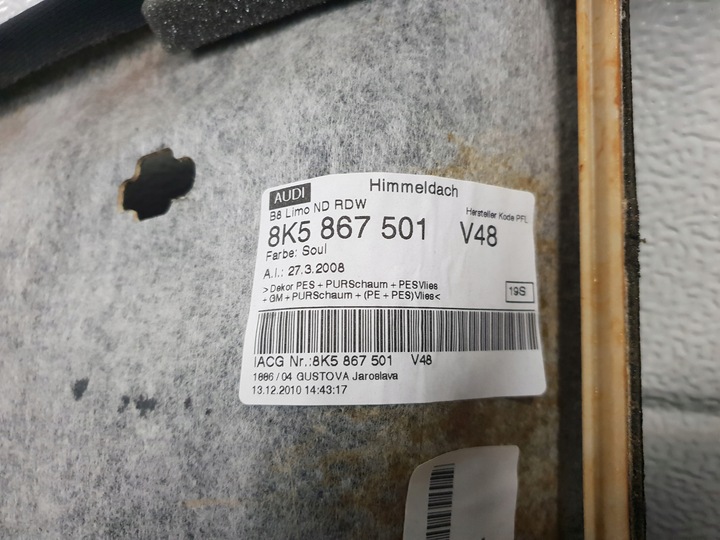 AUDI Himmeldach
B8 Limo ND RDW Hersteller Kode PFL
8K5 867 501 V48
Farbe: Soul
A.I.: 27.3.2008
>Dekor PES + PURSchaum + PESVlies 19S
+ GM + PURSchaum + (PE + PES)Vlies<
IACG Nr.:8K5 867 501 V48
1886 / 04 GUSTOVA Jaroslava
13.12.2010 14:43:17